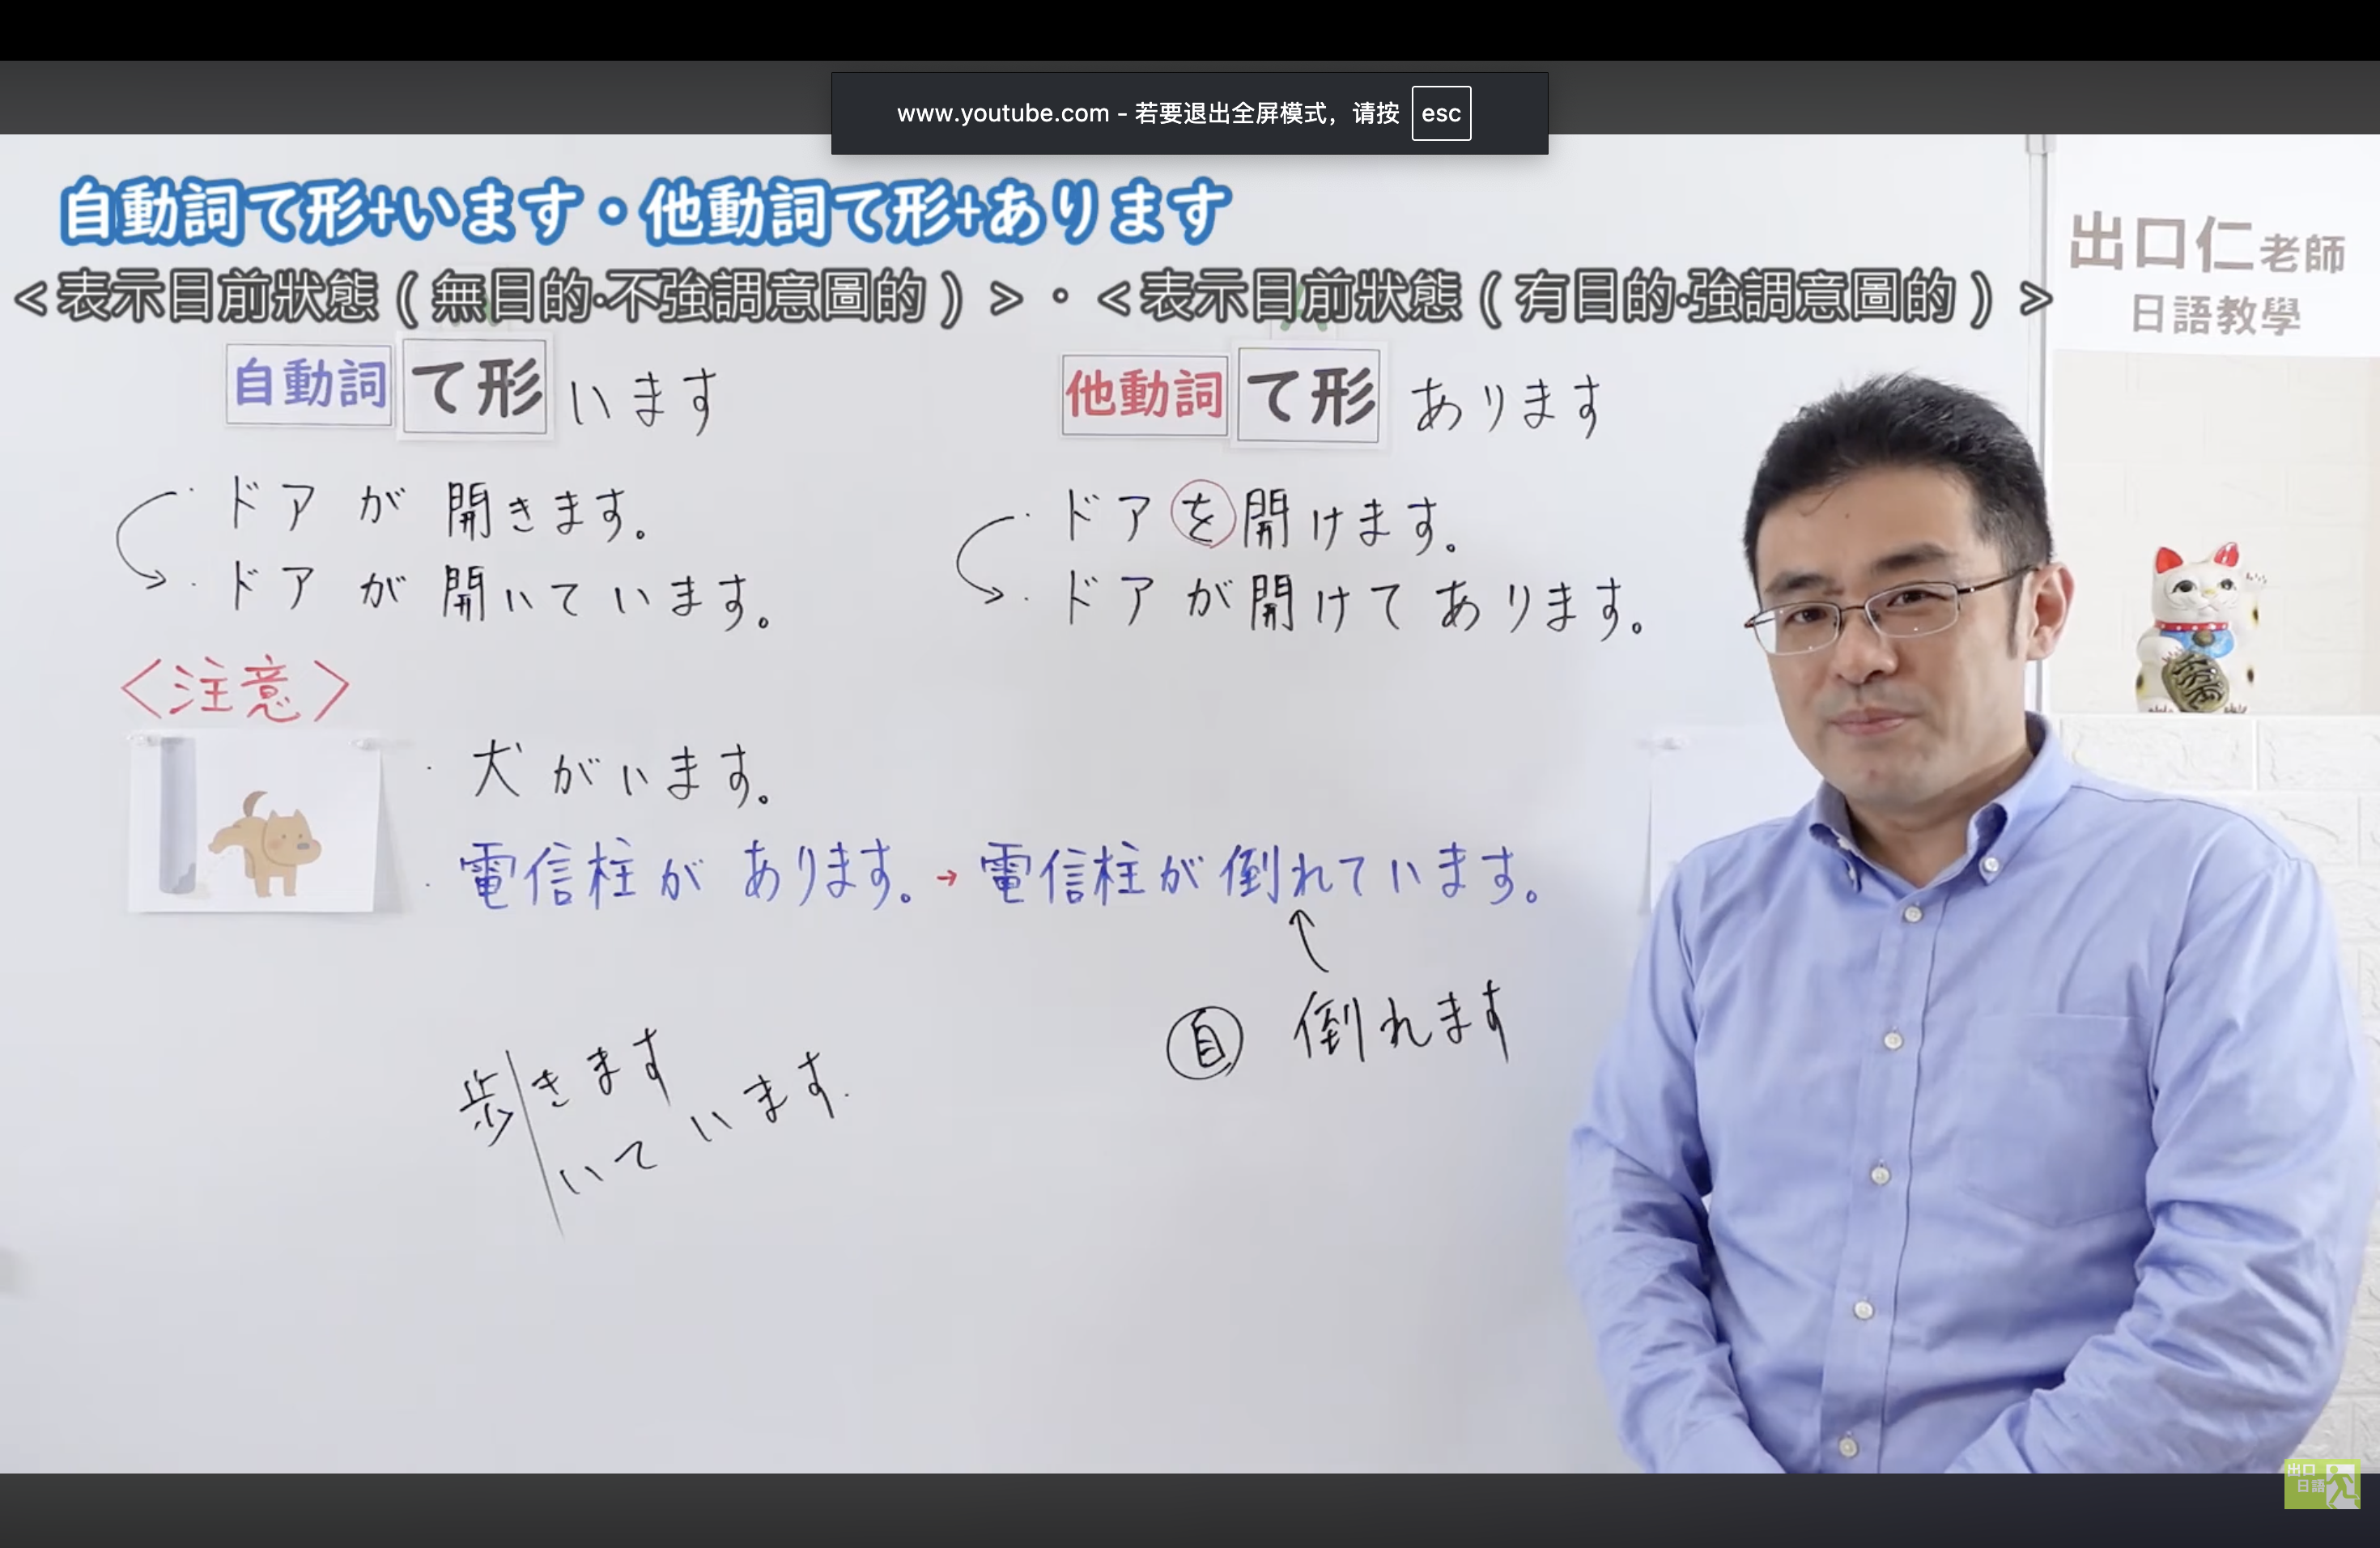 www.youtube.com - 若要退出全屏模式，请按 esc
自動詞て形+います・他動詞て形+あります
<表示目前狀態(無目的·不強調意圖的)>・<表示目前狀態(有目的·強調意圖的)>
出口仁老師
日語教學
自動詞 て形 います
他動詞 て形 あります
・ドアが開きます。
・ドアが開いています。
・ドアを開けます。
・ドアが開けてあります。
<注意>
・犬がいます。
・電信柱があります。→電信柱が倒れています。
自 倒れます
歩きます
いています.
出口
日語